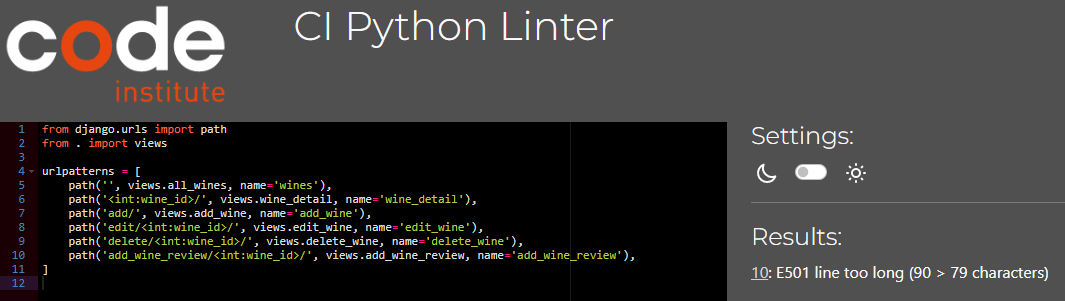 code
institute
CI Python Linter
1 from django.urls import path
2 from . import views
3
4 urlpatterns = [
5     path('', views.all_wines, name='wines'),
6     path('<int:wine_id>/', views.wine_detail, name='wine_detail'),
7     path('add/', views.add_wine, name='add_wine'),
8     path('edit/<int:wine_id>/', views.edit_wine, name='edit_wine'),
9     path('delete/<int:wine_id>/', views.delete_wine, name='delete_wine'),
10     path('add_wine_review/<int:wine_id>/', views.add_wine_review, name='add_wine_review'),
11 ]
12
Settings:
Results:
10: E501 line too long (90 > 79 characters)